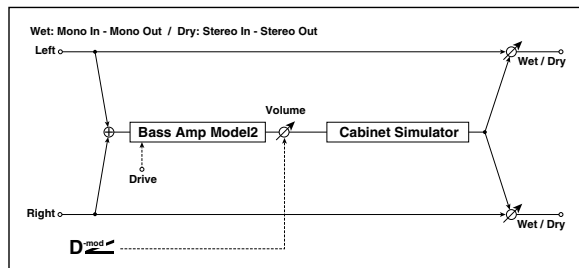 Wet: Mono In - Mono Out / Dry: Stereo In - Stereo Out
Left
Wet / Dry
Volume
Bass Amp Model2
Cabinet Simulator
Drive
Right
Wet / Dry
D-mod